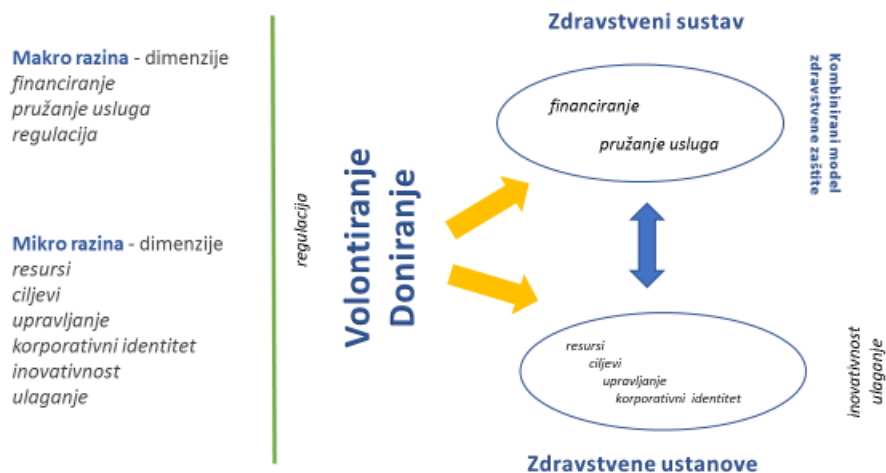 Makro razina - dimenzije
financiranje
pružanje usluga
regulacija
Mikro razina - dimenzije
resursi
ciljevi
upravljanje
korporativni identitet
inovativnost
ulaganje
regulacija
Volontiranje
Doniranje
Zdravstveni sustav
financiranje
pružanje usluga
Kombinirani model
zdravstvene zaštite
resursi
ciljevi
upravljanje
korporativni identitet
inovativnost
ulaganje
Zdravstvene ustanove